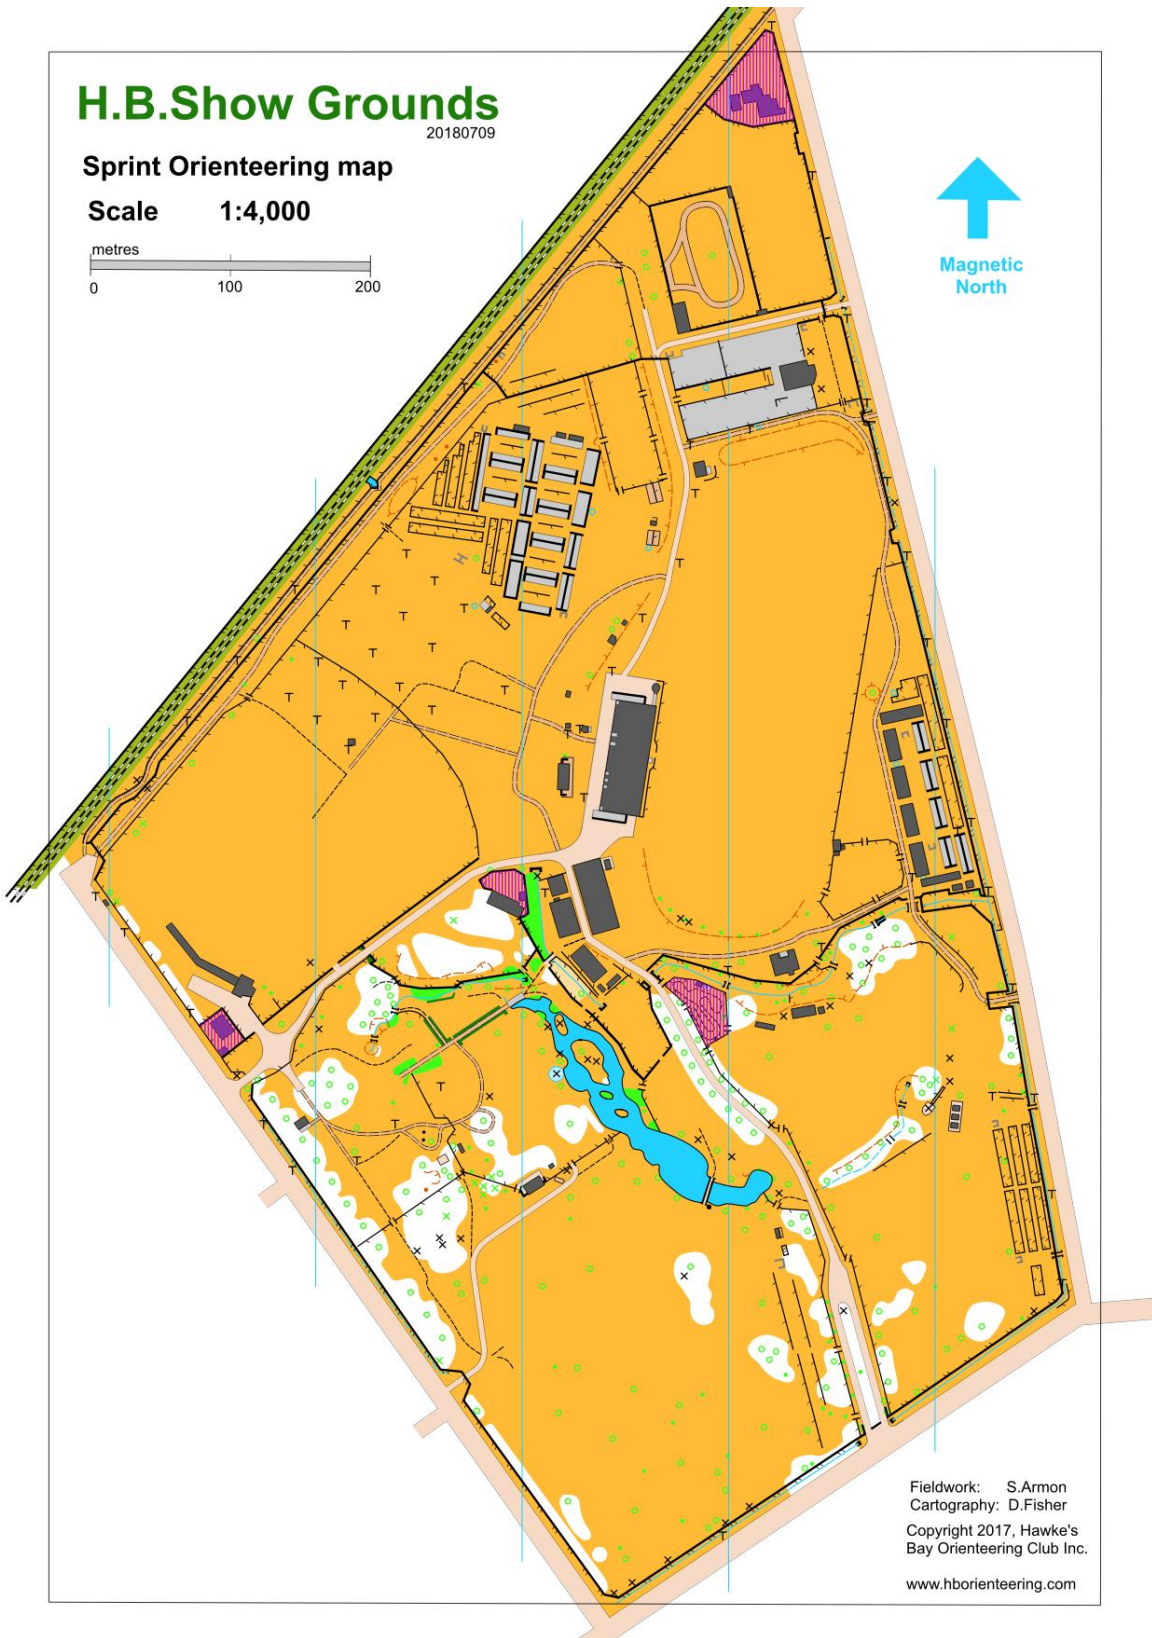 H.B.Show Grounds
20180709
Sprint Orienteering map
Scale 1:4,000
metres
0 100 200
Magnetic
North
Fieldwork: S.Armon
Cartography: D.Fisher
Copyright 2017, Hawke's
Bay Orienteering Club Inc.
www.hborienteering.com